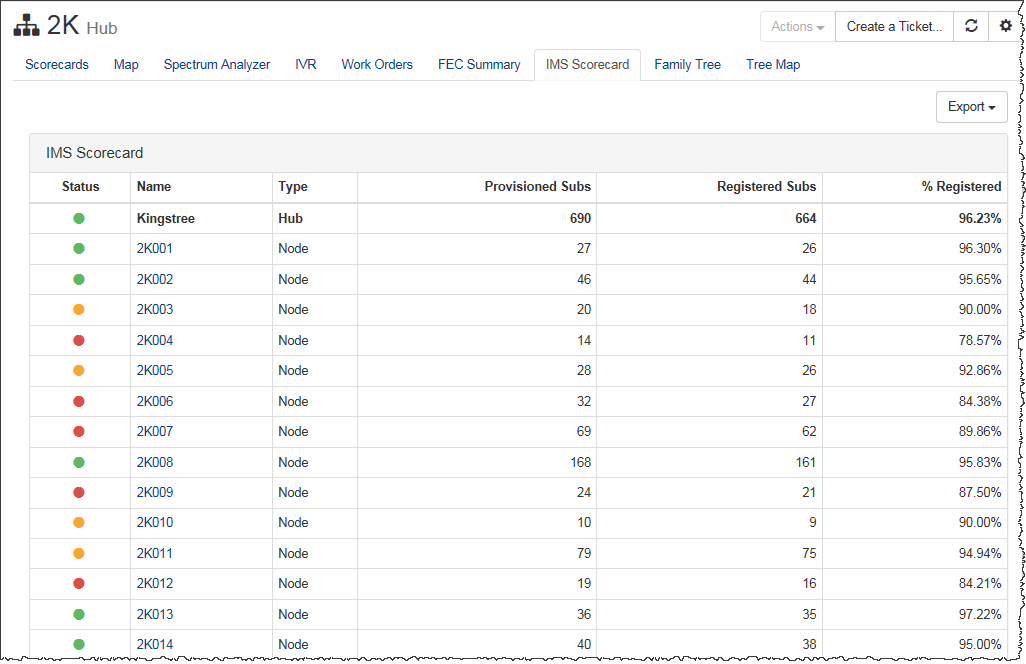 2K Hub
Actions Create a Ticket...
Scorecards Map Spectrum Analyzer IVR Work Orders FEC Summary IMS Scorecard Family Tree Tree Map
Export
IMS Scorecard
Status Name Type Provisioned Subs Registered Subs % Registered
Kingstree Hub 690 664 96.23%
2K001 Node 27 26 96.30%
2K002 Node 46 44 95.65%
2K003 Node 20 18 90.00%
2K004 Node 14 11 78.57%
2K005 Node 28 26 92.86%
2K006 Node 32 27 84.38%
2K007 Node 69 62 89.86%
2K008 Node 168 161 95.83%
2K009 Node 24 21 87.50%
2K010 Node 10 9 90.00%
2K011 Node 79 75 94.94%
2K012 Node 19 16 84.21%
2K013 Node 36 35 97.22%
2K014 Node 40 38 95.00%